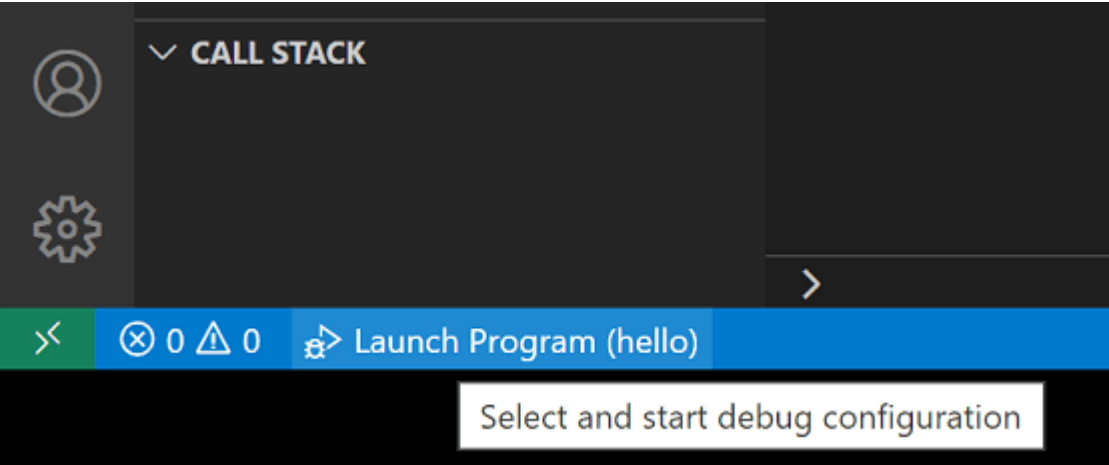 CALL STACK
0 0 Launch Program (hello)
Select and start debug configuration